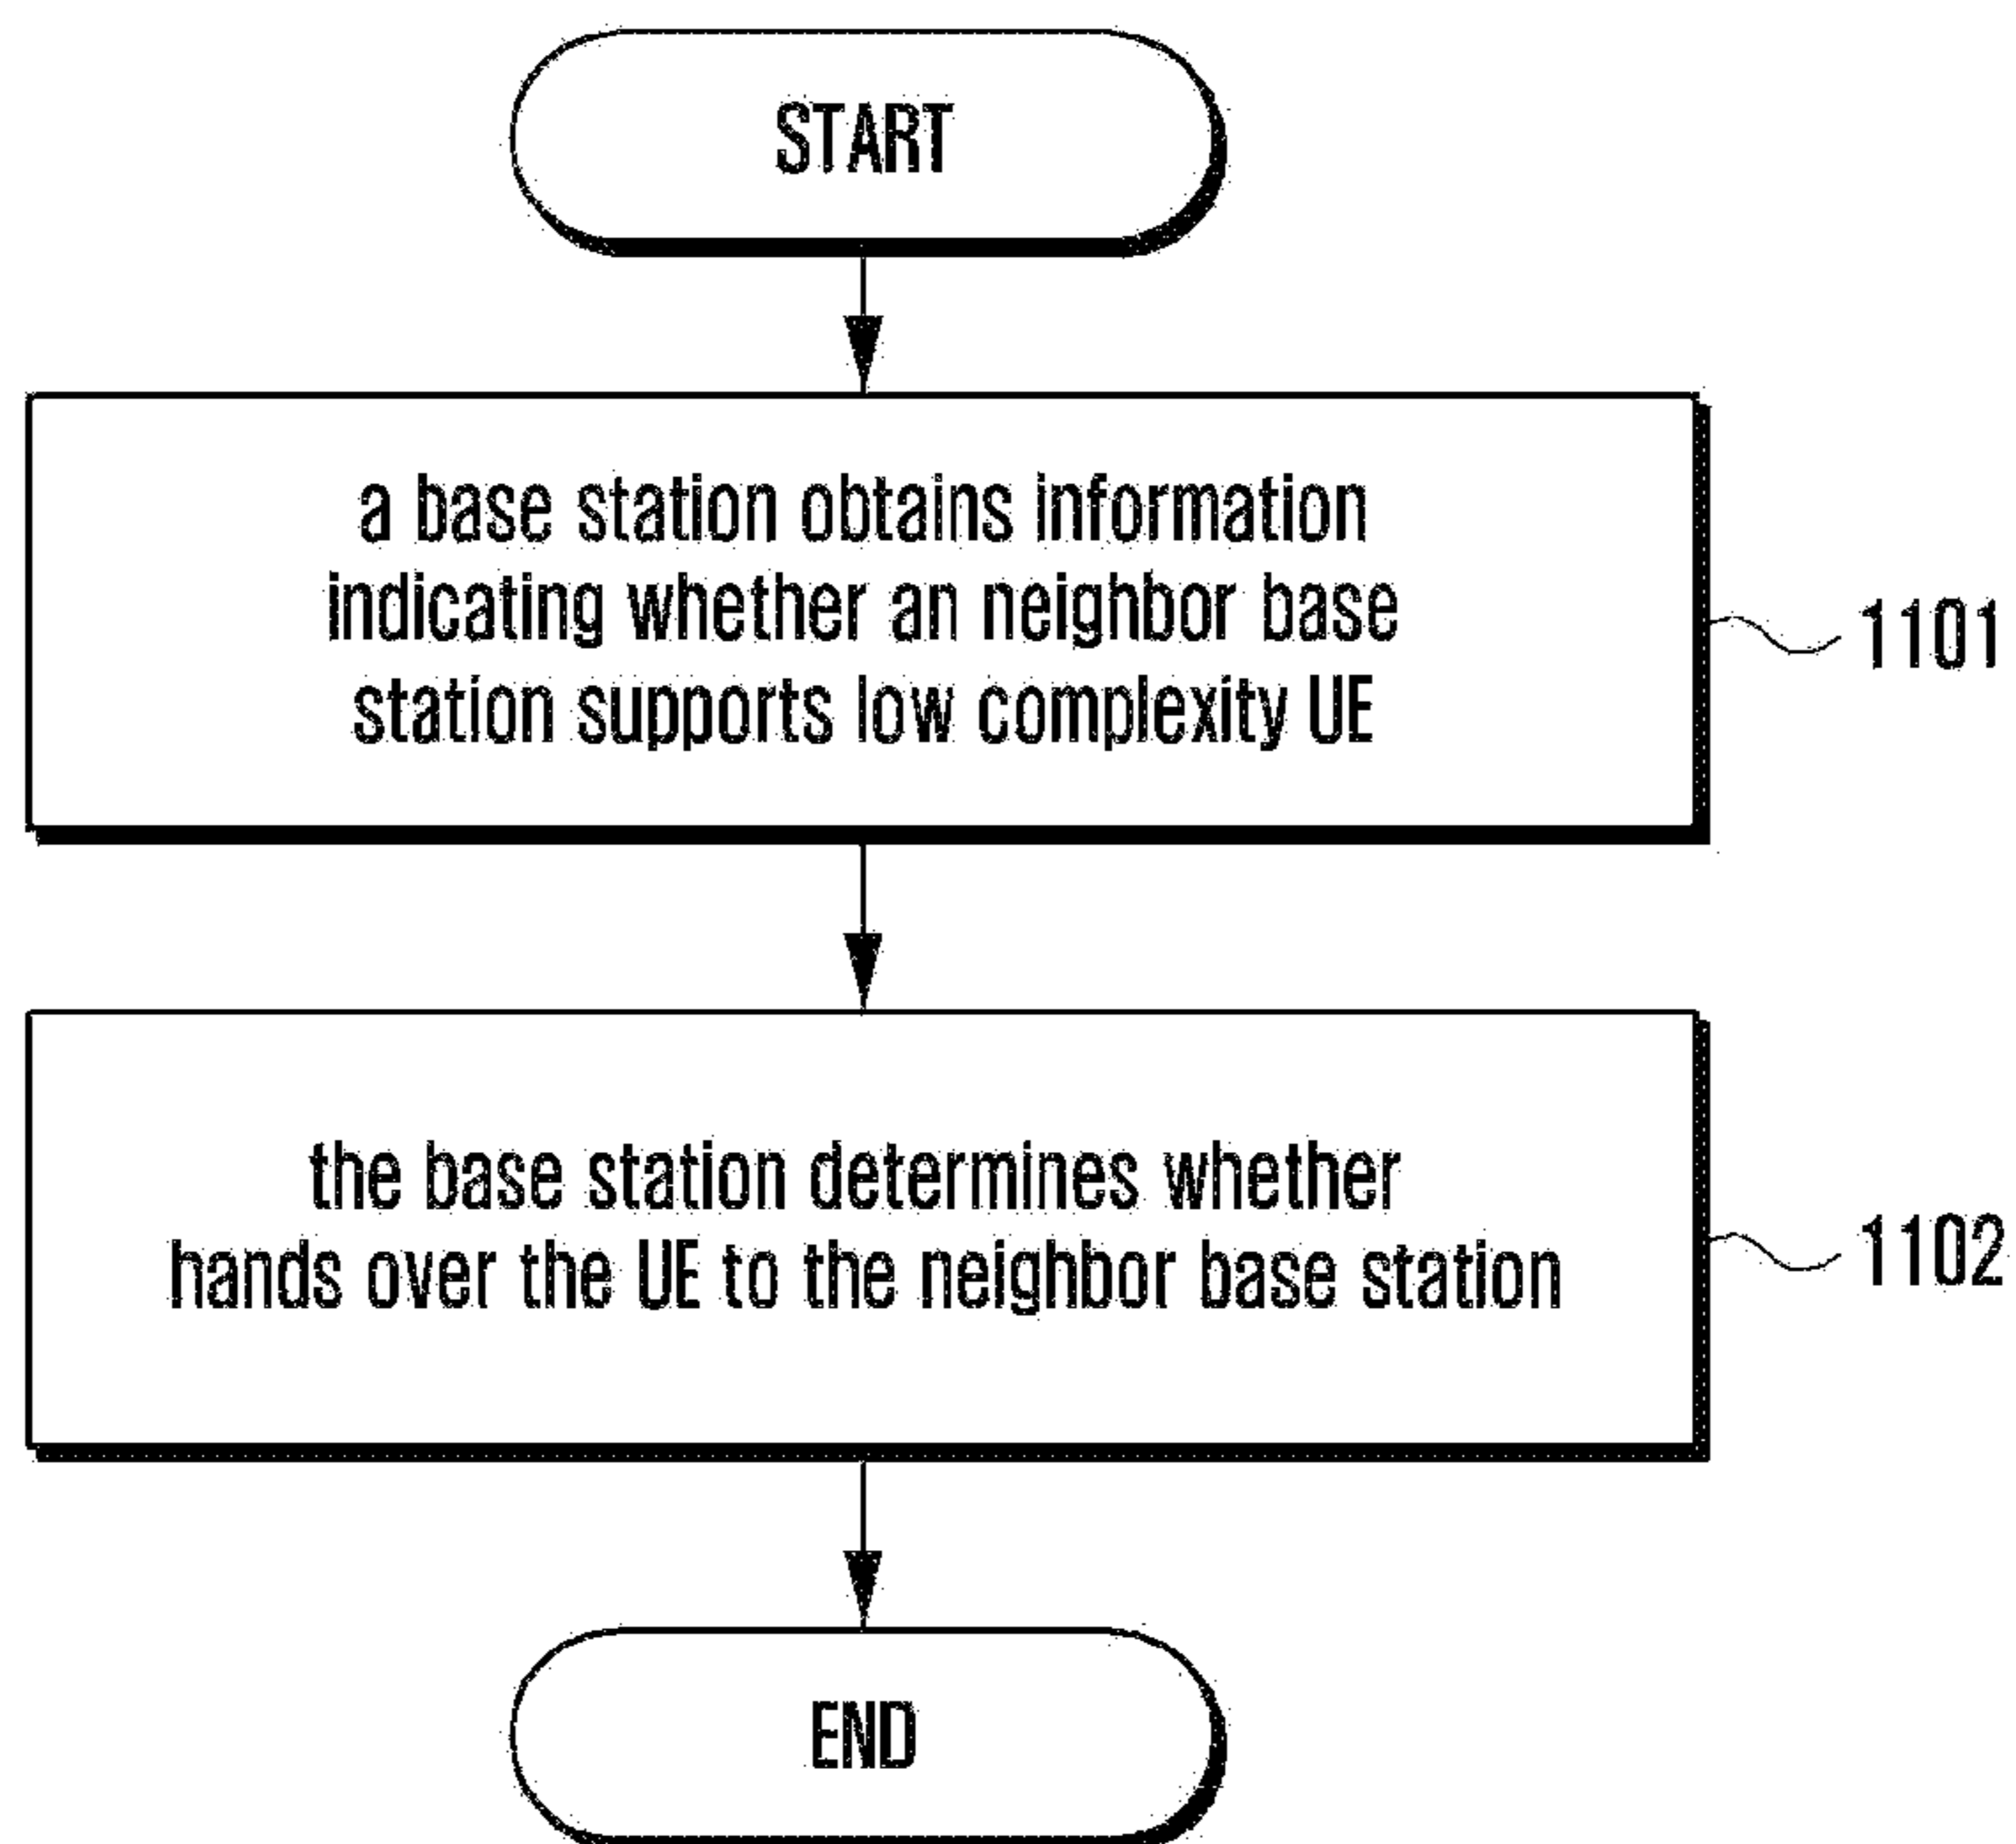 START
a base station obtains information
indicating whether an neighbor base
station supports low complexity UE
1101
the base station determines whether
hands over the UE to the neighbor base station
1102
END